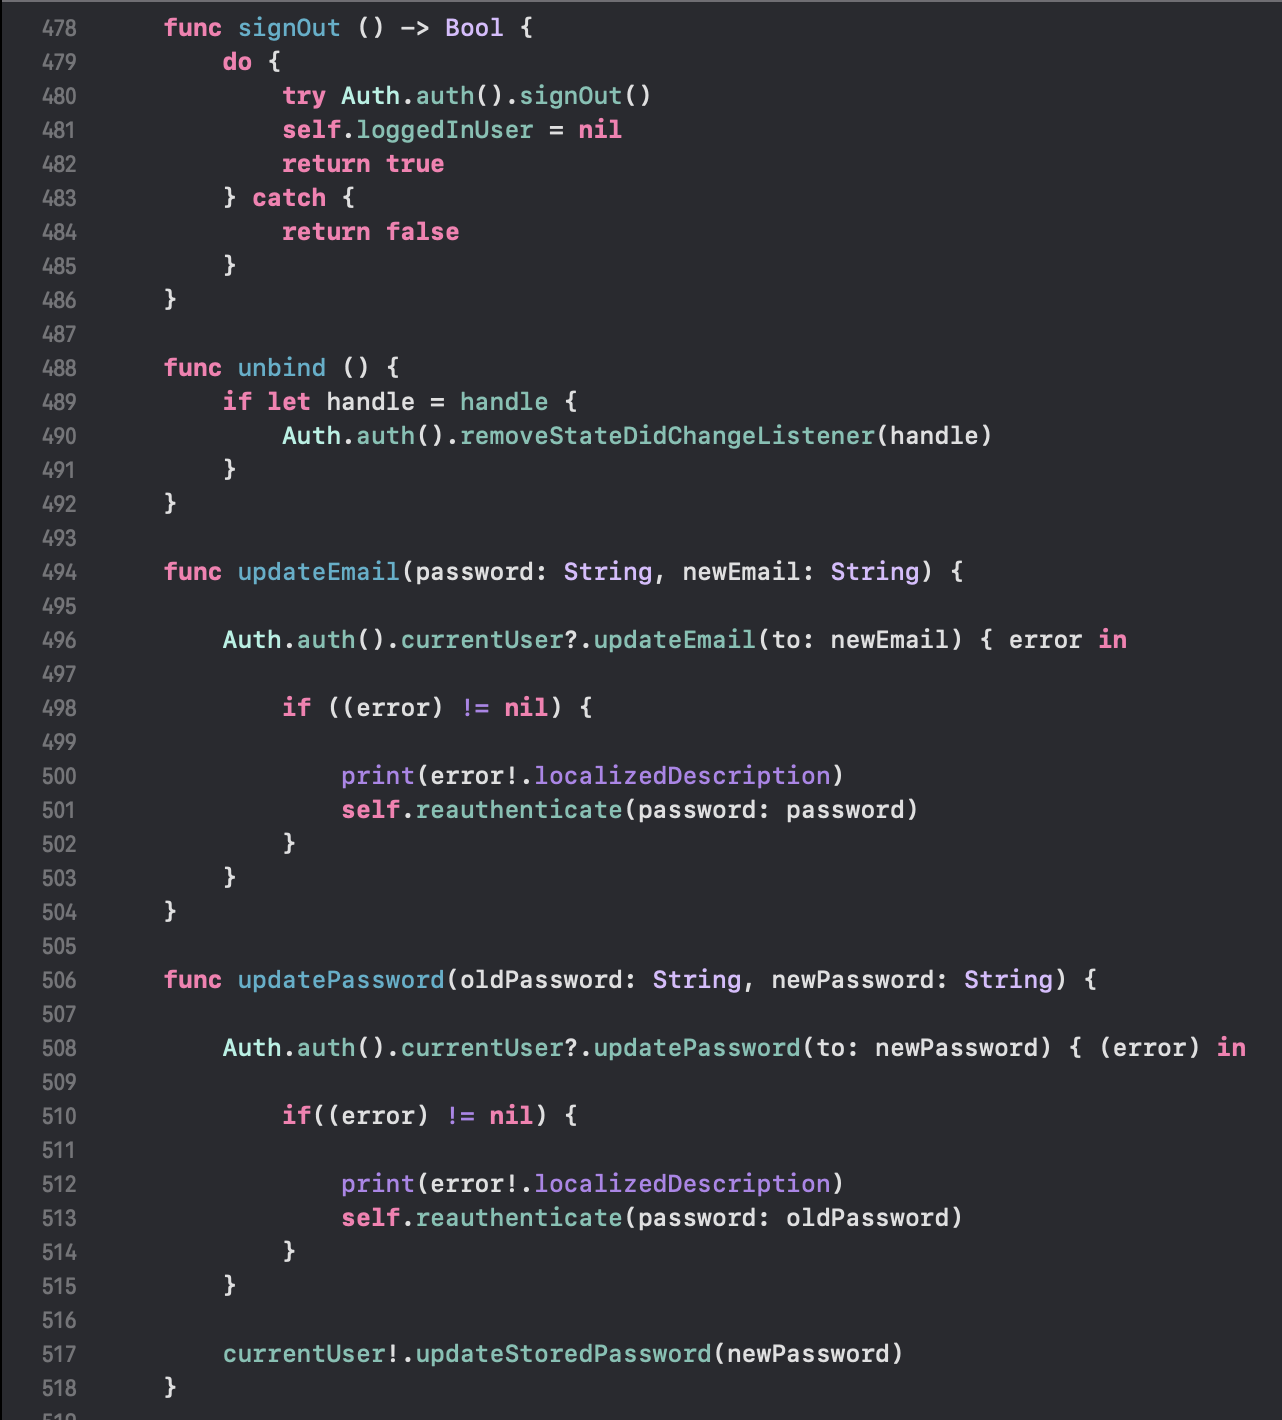 478 func signOut () -> Bool {
479 do {
480 try Auth.auth().signOut()
481 self.loggedInUser = nil
482 return true
483 } catch {
484 return false
485 }
486 }
487
488 func unbind () {
489 if let handle = handle {
490 Auth.auth().removeStateDidChangeListener(handle)
491 }
492 }
493
494 func updateEmail(password: String, newEmail: String) {
495
496 Auth.auth().currentUser?.updateEmail(to: newEmail) { error in
497
498 if ((error) != nil) {
499
500 print(error!.localizedDescription)
501 self.reauthenticate(password: password)
502 }
503 }
504 }
505
506 func updatePassword(oldPassword: String, newPassword: String) {
507
508 Auth.auth().currentUser?.updatePassword(to: newPassword) { (error) in
509
510 if((error) != nil) {
511
512 print(error!.localizedDescription)
513 self.reauthenticate(password: oldPassword)
514 }
515 }
516
517 currentUser!.updateStoredPassword(newPassword)
518 }